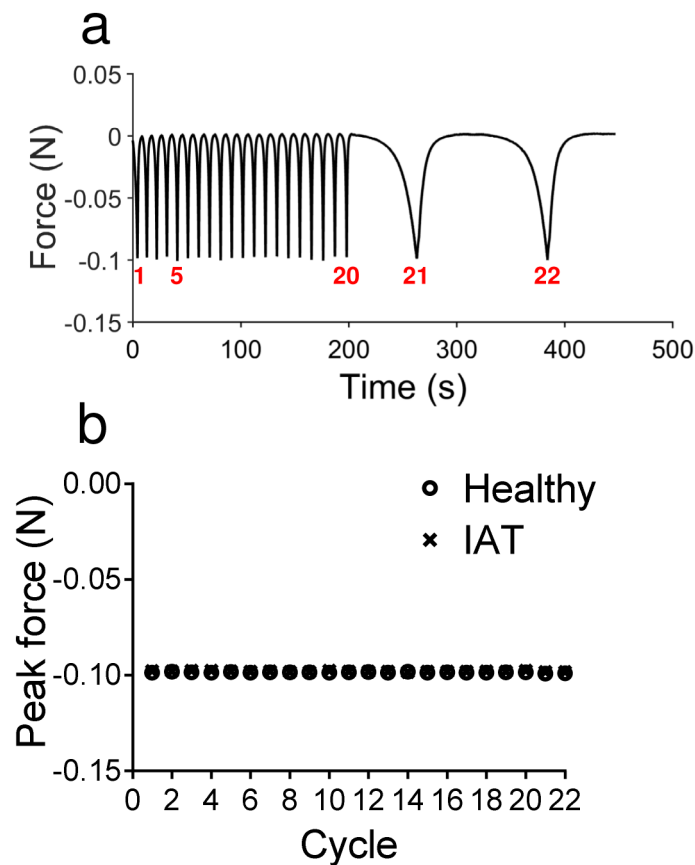 a
0.05
0
-0.05
-0.1
-0.15
Force (N)
1 5 20 21 22
0 100 200 300 400 500
Time (s)
b
0.00
-0.05
-0.10
-0.15
Peak force (N)
Healthy
IAT
0 2 4 6 8 10 12 14 16 18 20 22
Cycle